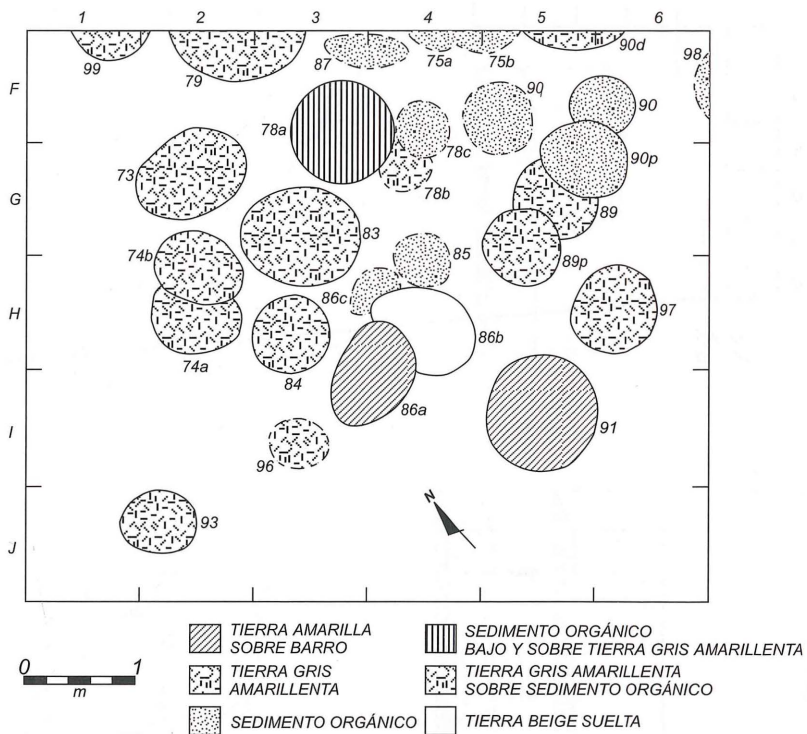 1 2 3 4 5 6
99
79
87
75a
75b
90d
98
F
78a
78c
90
90
90p
73
78b
G
89
83
74b
85
89p
86c
H
97
74a
84
86b
86a
91
I
96
N
93
J
0 1
m
TIERRA AMARILLA
SOBRE BARRO
SEDIMENTO ORGÁNICO
BAJO Y SOBRE TIERRA GRIS AMARILLENTA
TIERRA GRIS
AMARILLENTA
TIERRA GRIS AMARILLENTA
SOBRE SEDIMENTO ORGÁNICO
SEDIMENTO ORGÁNICO
TIERRA BEIGE SUELTA